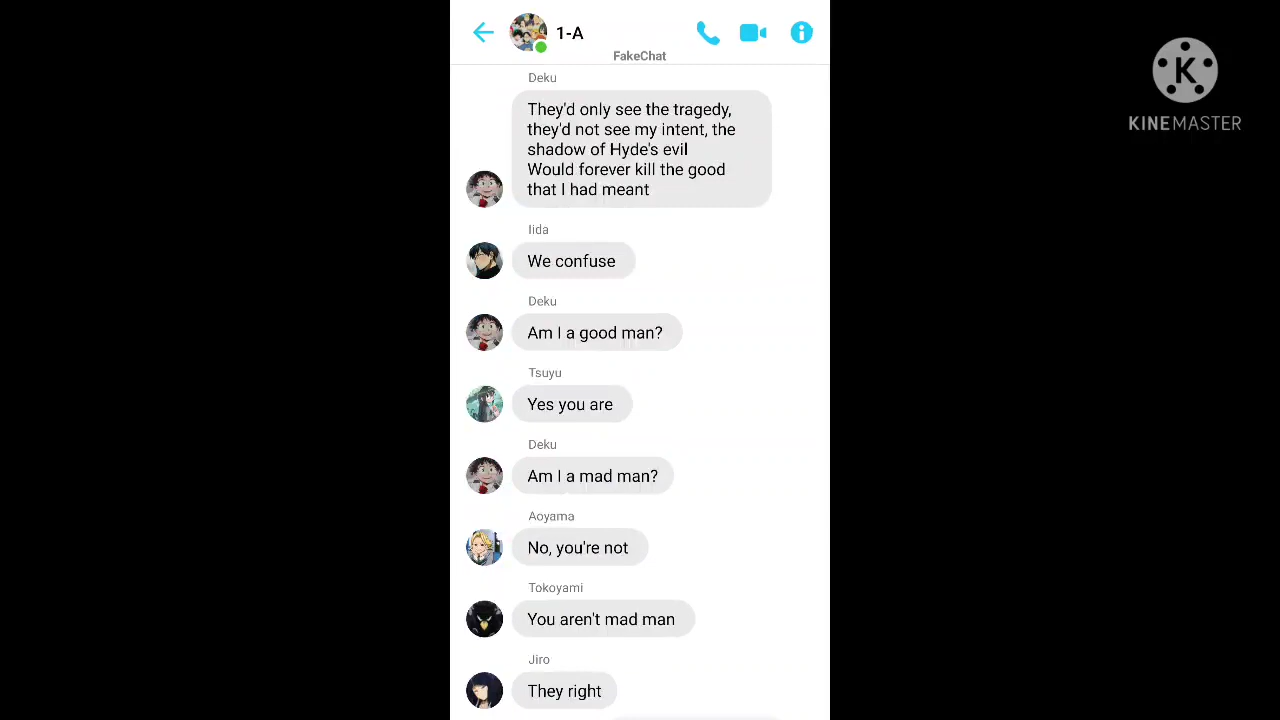 1-A
FakeChat
Deku
They'd only see the tragedy,
they'd not see my intent, the
shadow of Hyde's evil
Would forever kill the good
that I had meant
Iida
We confuse
Deku
Am I a good man?
Tsuyu
Yes you are
Deku
Am I a mad man?
Aoyama
No, you're not
Tokoyami
You aren't mad man
Jiro
They right
K
KINEMASTER